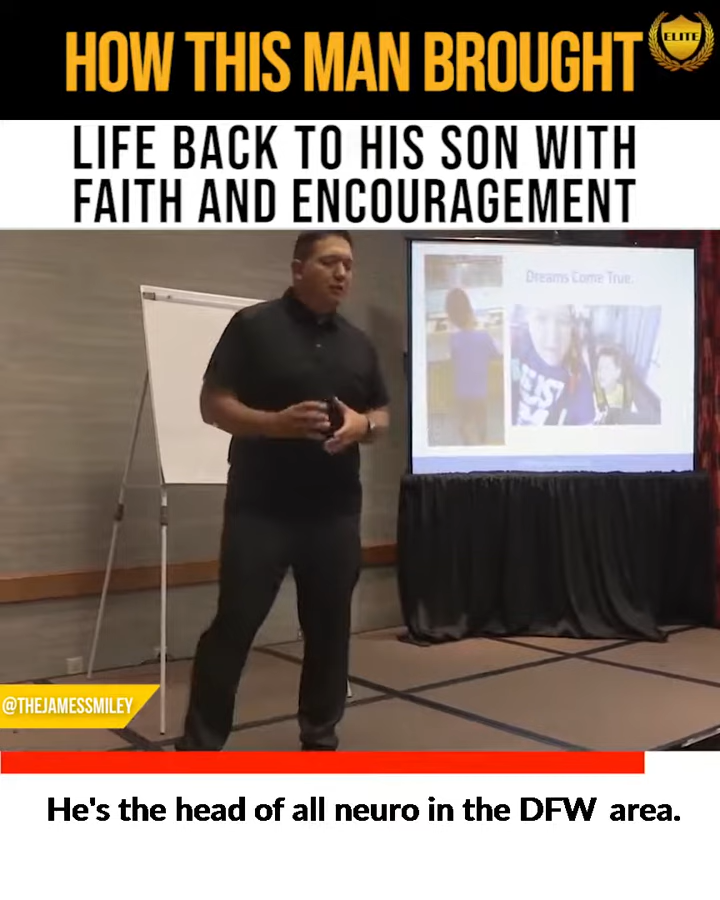 HOW THIS MAN BROUGHT
ELITE
LIFE BACK TO HIS SON WITH
FAITH AND ENCOURAGEMENT
Dreams Come True.
@THEJAMESSMILEY
He's the head of all neuro in the DFW area.